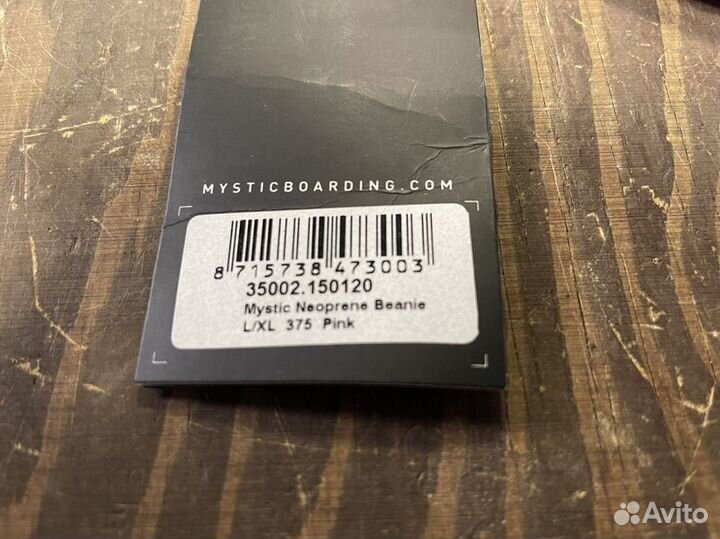 MYSTICBOARDING.COM
8 715738 473003
35002.150120
Mystic Neoprene Beanie
L/XL 375 Pink
Avito